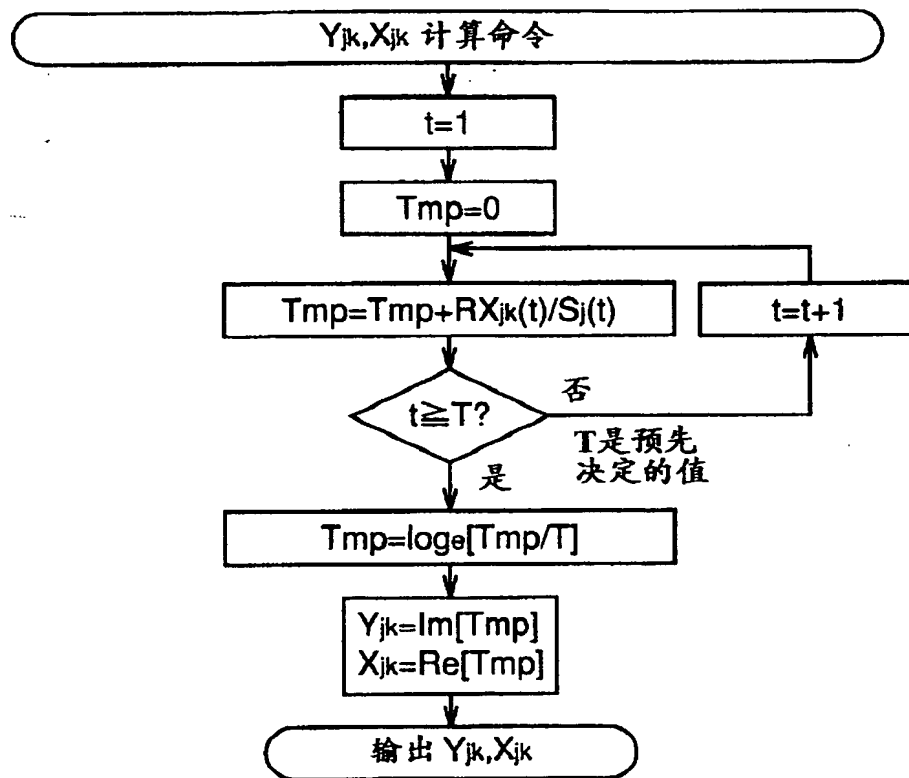 Yjk,Xjk 计算命令
t=1
Tmp=0
Tmp=Tmp+RXjk(t)/Sj(t)
t=t+1
t≧T?
否
T是预先
决定的值
是
Tmp=loge[Tmp/T]
Yjk=Im[Tmp]
Xjk=Re[Tmp]
输出 Yjk,Xjk